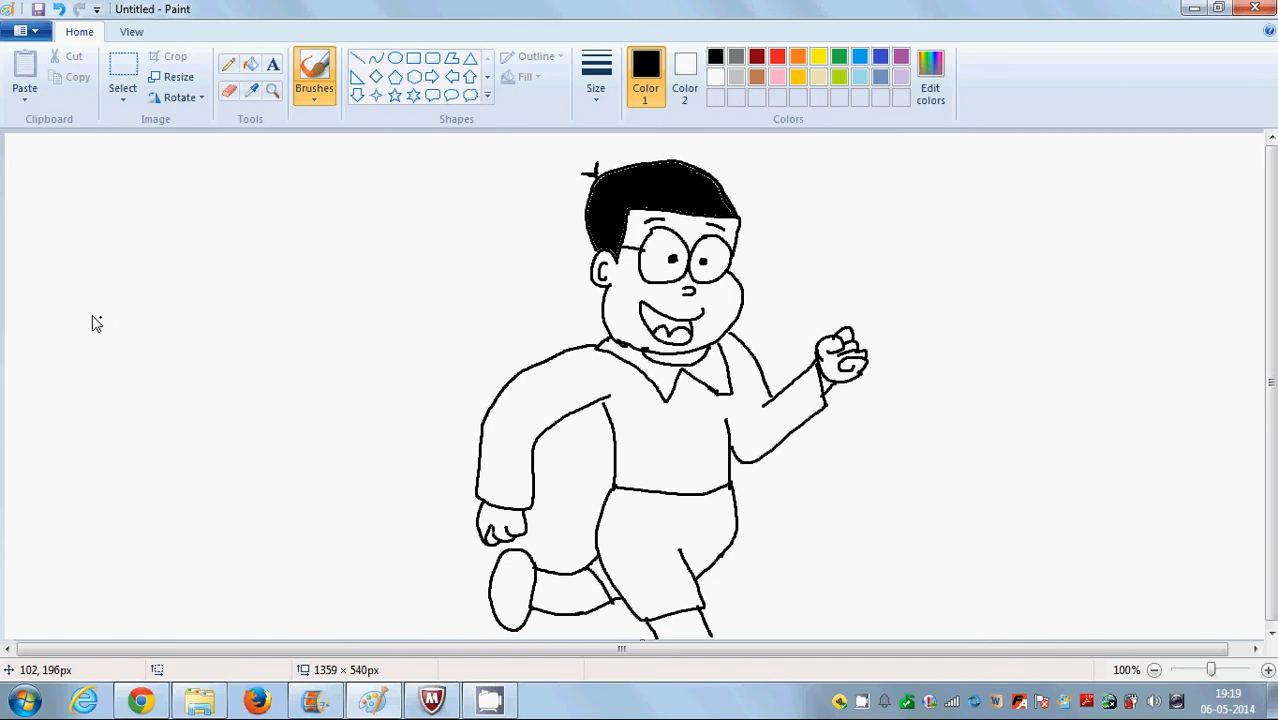 Untitled - Paint
Home View
Paste
Cut
Copy
Clipboard
Select
Crop
Resize
Rotate
Image
A
Tools
Brushes
Outline
Fill
Shapes
Size
Color 1
Color 2
Edit colors
Colors
102, 196px
1359 × 540px
100%
19:19
06-05-2014